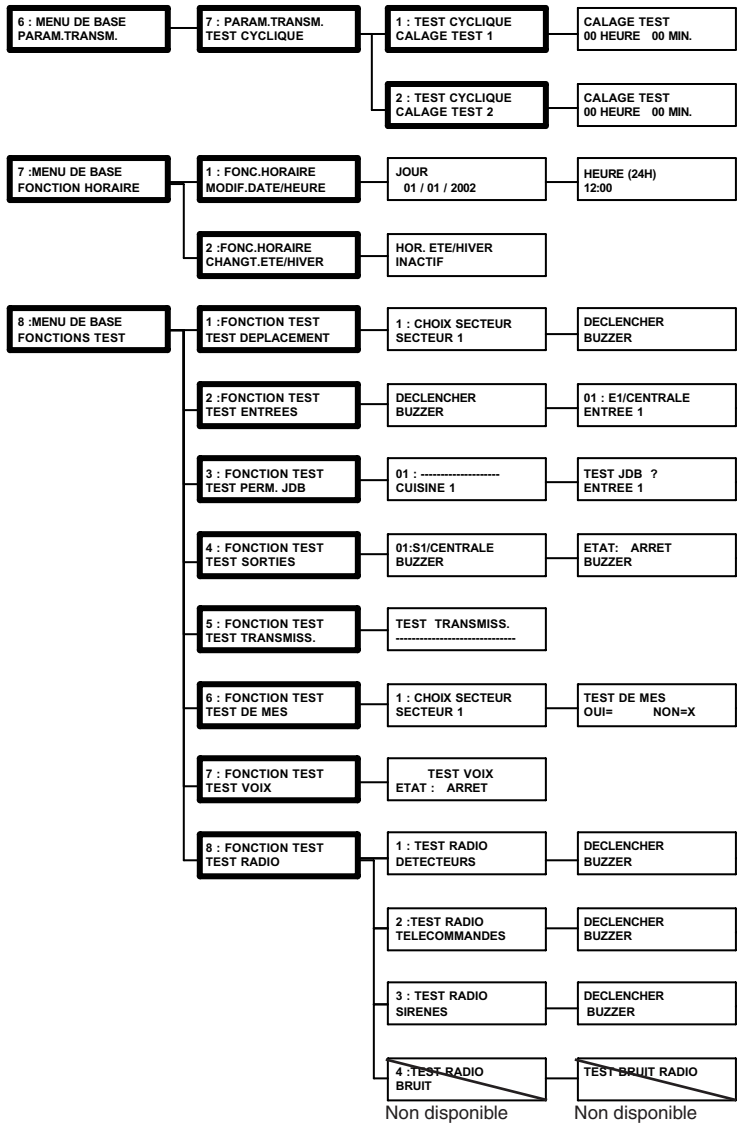 6 : MENU DE BASE
PARAM.TRANSM.
7 : PARAM.TRANSM.
TEST CYCLIQUE
1 : TEST CYCLIQUE
CALAGE TEST 1
CALAGE TEST
00 HEURE 00 MIN.
2 : TEST CYCLIQUE
CALAGE TEST 2
CALAGE TEST
00 HEURE 00 MIN.
7 :MENU DE BASE
FONCTION HORAIRE
1 : FONC.HORAIRE
MODIF.DATE/HEURE
JOUR
01 / 01 / 2002
HEURE (24H)
12:00
2 :FONC.HORAIRE
CHANGT.ETE/HIVER
HOR. ETE/HIVER
INACTIF
8 :MENU DE BASE
FONCTIONS TEST
1 :FONCTION TEST
TEST DEPLACEMENT
1 : CHOIX SECTEUR
SECTEUR 1
DECLENCHER
BUZZER
2 :FONCTION TEST
TEST ENTREES
DECLENCHER
BUZZER
01 : E1/CENTRALE
ENTREE 1
3 : FONCTION TEST
TEST PERM. JDB
01 : --------------------
CUISINE 1
TEST JDB ?
ENTREE 1
4 : FONCTION TEST
TEST SORTIES
01:S1/CENTRALE
BUZZER
ETAT: ARRET
BUZZER
5 : FONCTION TEST
TEST TRANSMISS.
TEST TRANSMISS.
------------------------------
6 : FONCTION TEST
TEST DE MES
1 : CHOIX SECTEUR
SECTEUR 1
TEST DE MES
OUI= NON=X
7 : FONCTION TEST
TEST VOIX
TEST VOIX
ETAT : ARRET
8 : FONCTION TEST
TEST RADIO
1 : TEST RADIO
DETECTEURS
DECLENCHER
BUZZER
2 :TEST RADIO
TELECOMMANDES
DECLENCHER
BUZZER
3 : TEST RADIO
SIRENES
DECLENCHER
BUZZER
4 :TEST RADIO
BRUIT
TEST BRUIT RADIO
Non disponible
Non disponible